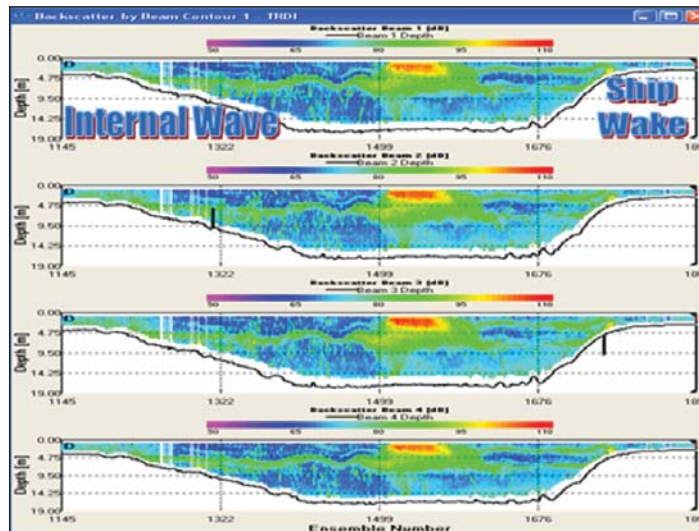 Backscatter by Beam Contour 1 - TRDI
Backscatter Beam 1 [dB]
Beam 1 Depth
50 65 80 95 110
0.00
4.75
9.50
14.25
19.00
Depth [m]
D
Internal Wave
Ship
Wake
1145 1322 1499 1676
Backscatter Beam 2 [dB]
Beam 2 Depth
50 65 80 95 110
0.00
4.75
9.50
14.25
19.00
Depth [m]
D
1145 1322 1499 1676
Backscatter Beam 3 [dB]
Beam 3 Depth
50 65 80 95 110
0.00
4.75
9.50
14.25
19.00
Depth [m]
D
1145 1322 1499 1676
Backscatter Beam 4 [dB]
Beam 4 Depth
50 65 80 95 110
0.00
4.75
9.50
14.25
19.00
Depth [m]
D
1145 1322 1499 1676
Ensemble Number